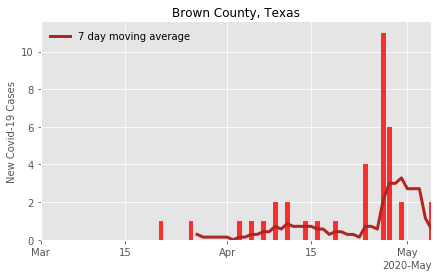 Brown County, Texas
7 day moving average
New Covid-19 Cases
10
8
6
4
2
0
Mar 15 Apr 15 May
2020-May